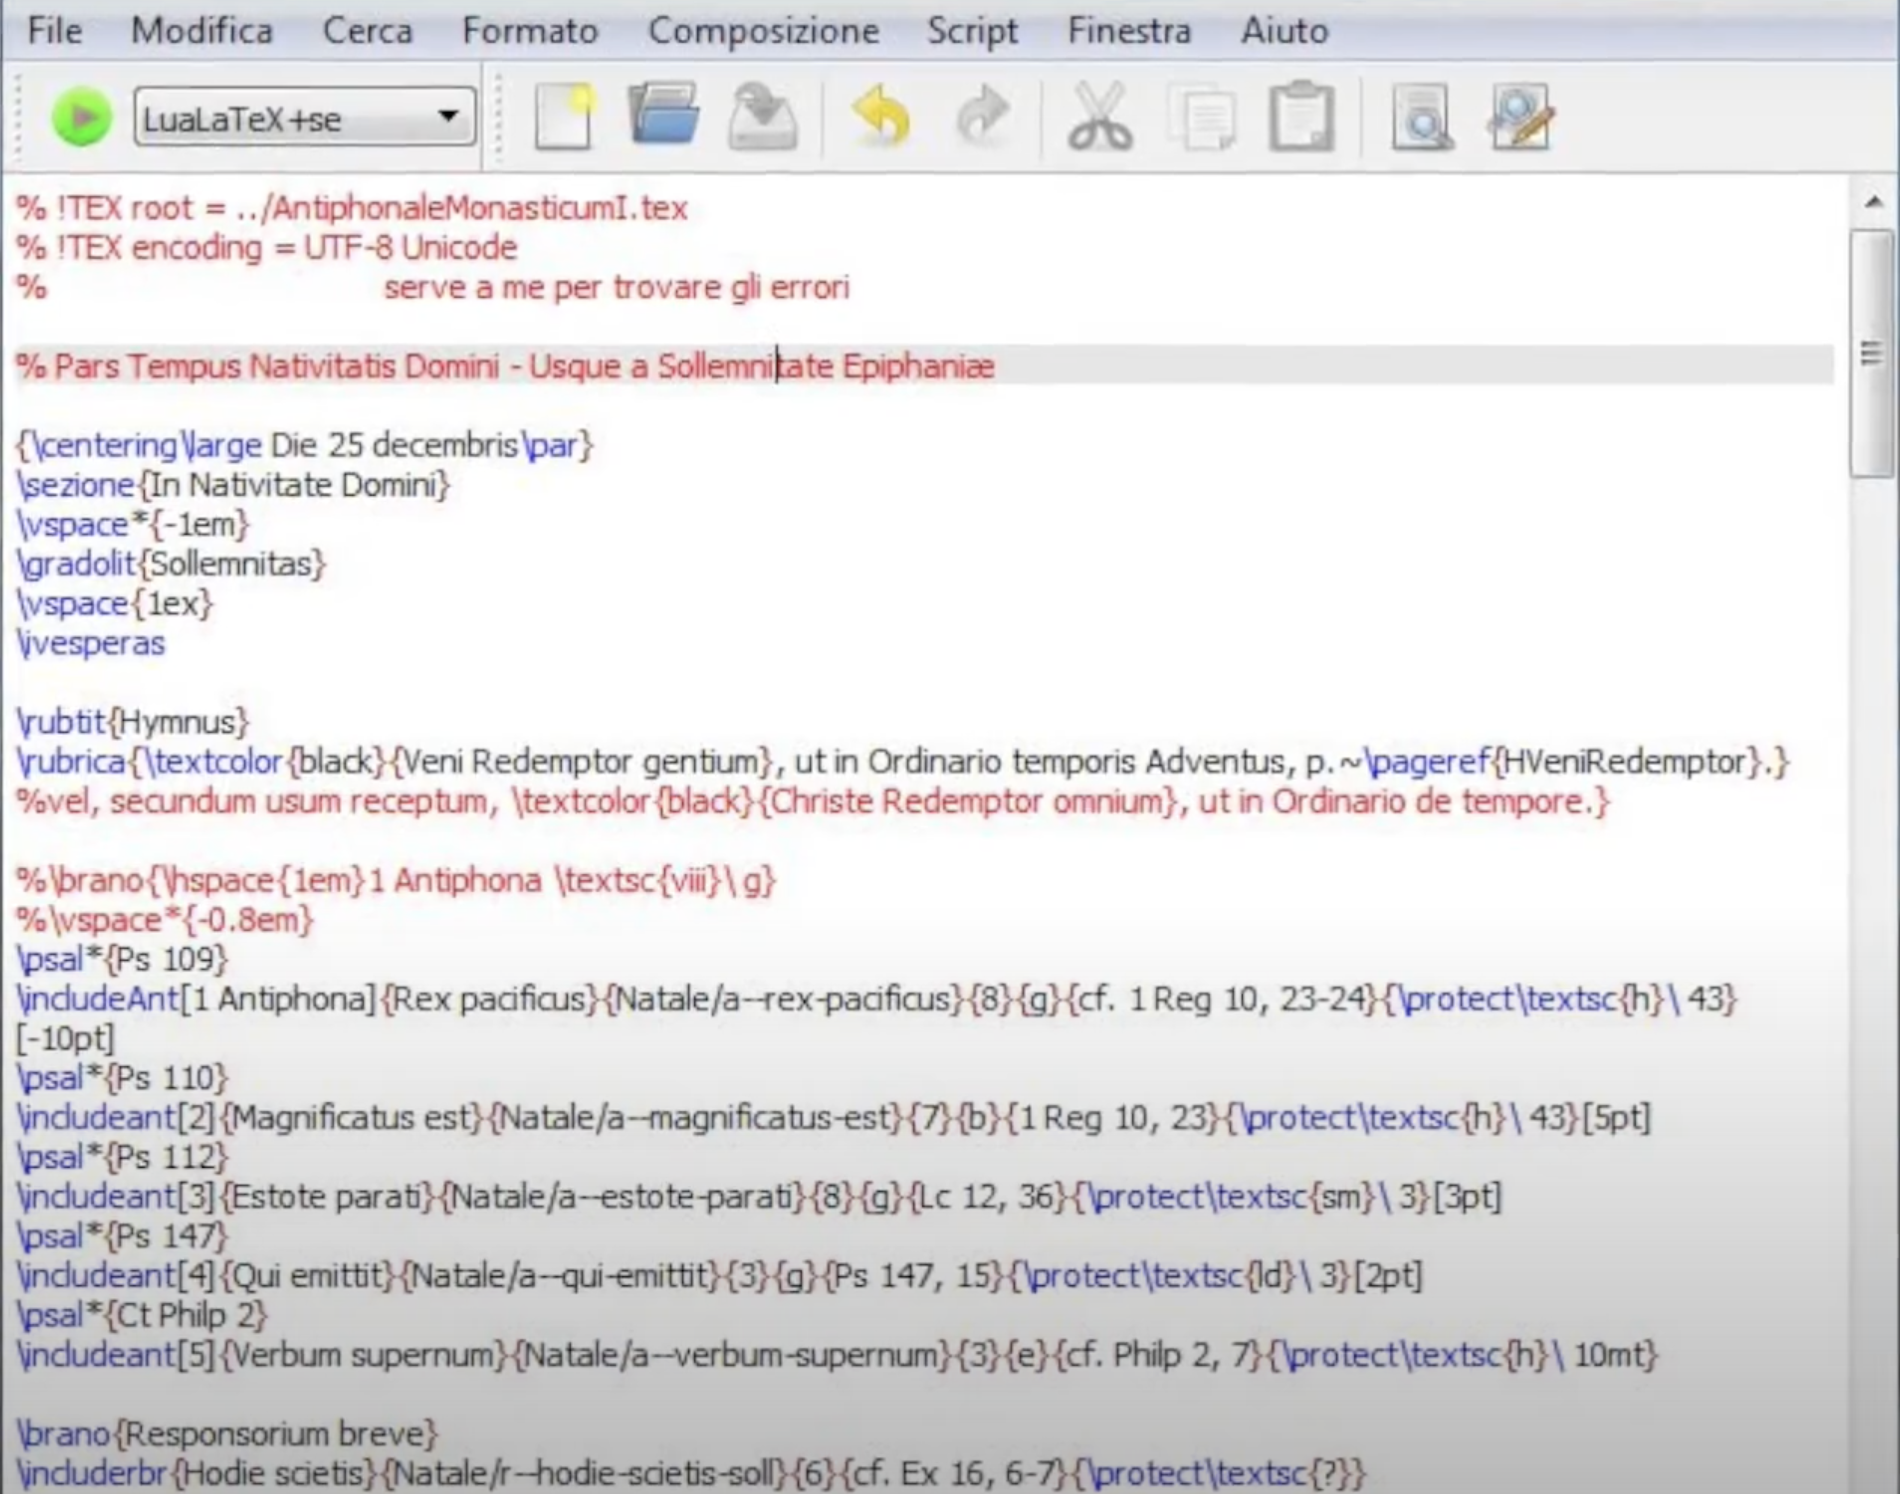 File Modifica Cerca Formato Composizione Script Finestra Aiuto
LuaLaTeX+se
% !TEX root = ../AntiphonaleMonasticumI.tex
% !TEX encoding = UTF-8 Unicode
% serve a me per trovare gli errori
% Pars Tempus Nativitatis Domini - Usque a Sollemnitate Epiphaniæ
{\centering\large Die 25 decembris\par}
\sezione{In Nativitate Domini}
\vspace*{-1em}
\gradolit{Sollemnitas}
\vspace{1ex}
\ivesperas
\rubtit{Hymnus}
\rubrica{\textcolor{black}{Veni Redemptor gentium}, ut in Ordinario temporis Adventus, p.~\pageref{HVeniRedemptor}.}
%vel, secundum usum receptum, \textcolor{black}{Christe Redemptor omnium}, ut in Ordinario de tempore.}
%\brano{\hspace{1em}1 Antiphona \textsc{viii}\ g}
%\vspace*{-0.8em}
\psal*{Ps 109}
\includeAnt[1 Antiphona]{Rex pacificus}{Natale/a--rex-pacificus}{8}{g}{cf. 1 Reg 10, 23-24}{\protect\textsc{h}\ 43}
[-10pt]
\psal*{Ps 110}
\includeant[2]{Magnificatus est}{Natale/a--magnificatus-est}{7}{b}{1 Reg 10, 23}{\protect\textsc{h}\ 43}[5pt]
\psal*{Ps 112}
\includeant[3]{Estote parati}{Natale/a--estote-parati}{8}{g}{Lc 12, 36}{\protect\textsc{sm}\ 3}[3pt]
\psal*{Ps 147}
\includeant[4]{Qui emittit}{Natale/a--qui-emittit}{3}{g}{Ps 147, 15}{\protect\textsc{ld}\ 3}[2pt]
\psal*{Ct Philp 2}
\includeant[5]{Verbum supernum}{Natale/a--verbum-supernum}{3}{e}{cf. Philp 2, 7}{\protect\textsc{h}\ 10mt}
\brano{Responsorium breve}
\includerbr{Hodie scietis}{Natale/r--hodie-scietis-soll}{6}{cf. Ex 16, 6-7}{\protect\textsc{?}}